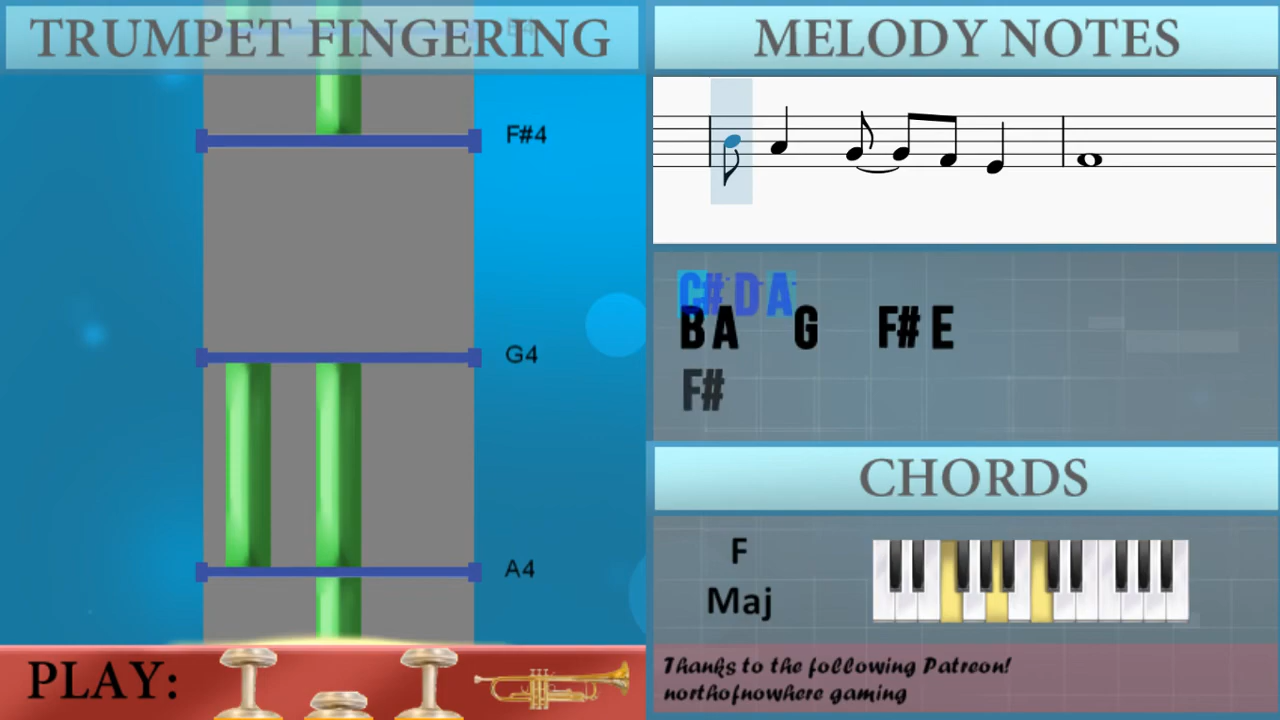 TRUMPET FINGERING
F#4
G4
A4
PLAY:
MELODY NOTES
C# D A
B A G F# E
F#
CHORDS
F
Maj
Thanks to the following Patreon!
northofnowhere gaming